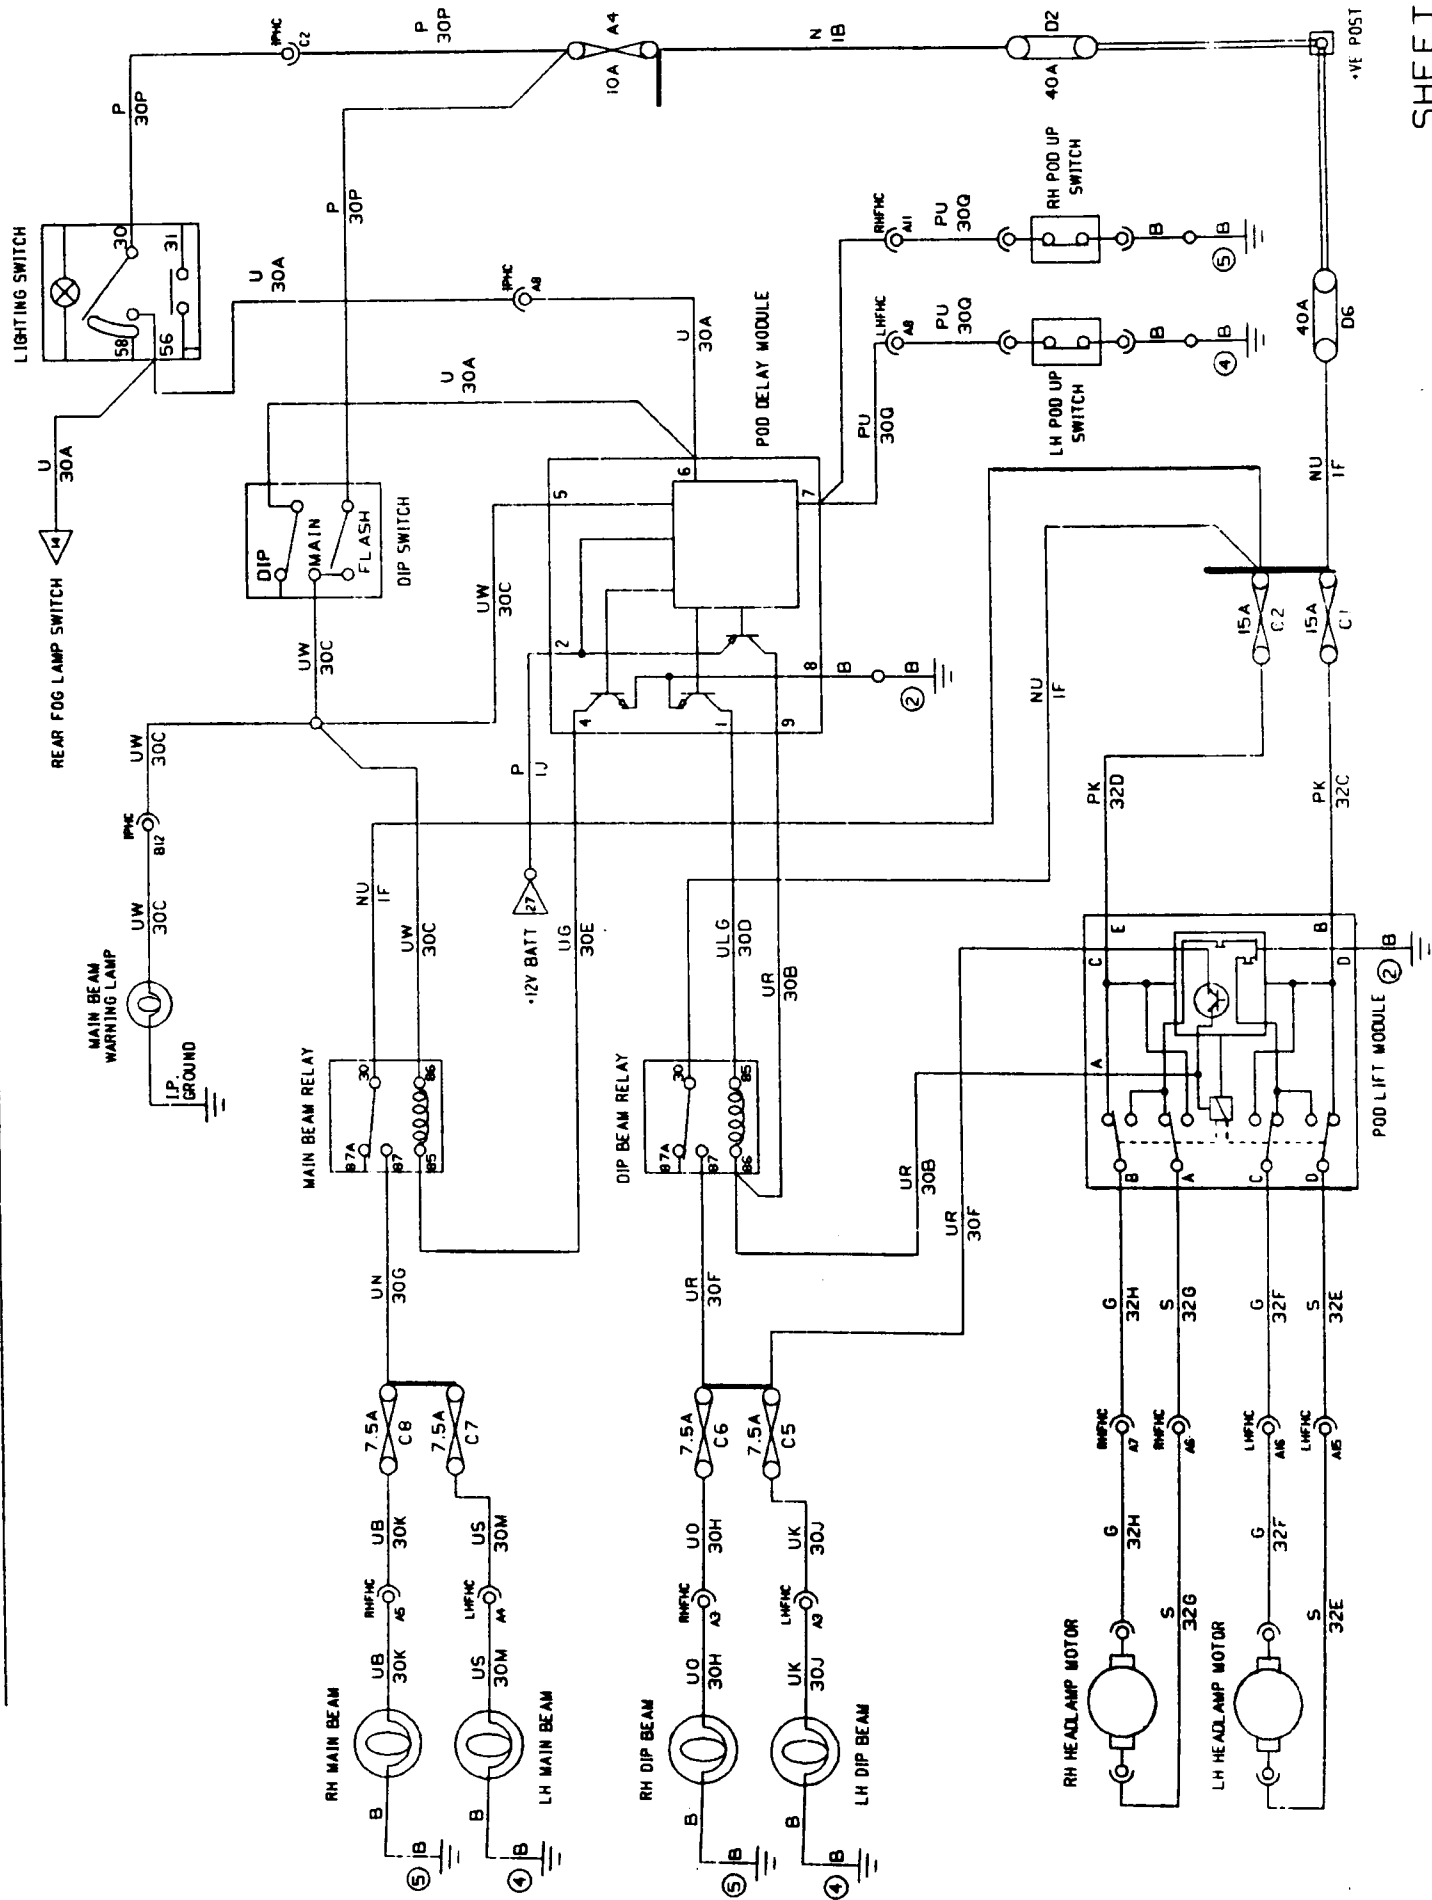 SHEET
+VE POST
LIGHTING SWITCH
30
31
58
56
P
30P
IPHC
C2
P
30P
A4
10A
N
1B
D2
40A
P
30P
U
30A
IPHC
A8
U
30A
U
30A
U
30A
14
REAR FOG LAMP SWITCH
DIP
MAIN
FLASH
DIP SWITCH
UW
30C
UW
30C
UW
30C
IPHC
B12
UW
30C
MAIN BEAM
WARNING LAMP
I.P.
GROUND
POD DELAY MODULE
6
5
7
2
4
1
9
8
B
B
2
RHFHC
A11
PU
30Q
RH POD UP
SWITCH
B
B
5
LHFHC
A8
PU
30Q
PU
30Q
LH POD UP
SWITCH
B
B
4
40A
D6
NU
1F
15A
C2
15A
C1
NU
1F
PK
32D
PK
32C
P
1J
27
+12V BATT
NU
1F
UW
30C
UG
30E
ULG
30D
UR
30B
MAIN BEAM RELAY
30
86
87A
87
85
DIP BEAM RELAY
30
85
87A
87
86
UR
30B
UR
30F
UN
30G
UR
30F
7.5A
C8
7.5A
C7
7.5A
C6
7.5A
C5
UB
30K
RHFHC
A5
UB
30K
RH MAIN BEAM
B
B
5
US
30M
LHFHC
A4
US
30M
LH MAIN BEAM
B
B
4
UO
30H
RHFHC
A3
UO
30H
RH DIP BEAM
B
B
5
UK
30J
LHFHC
A3
UK
30J
LH DIP BEAM
B
B
4
POD LIFT MODULE
C
E
A
B
D
B
2
B
A
C
D
G
32H
S
32G
G
32F
S
32E
RHFHC
A7
RHFHC
A6
LHFHC
A16
LHFHC
A15
G
32H
S
32G
G
32F
S
32E
RH HEADLAMP MOTOR
LH HEADLAMP MOTOR